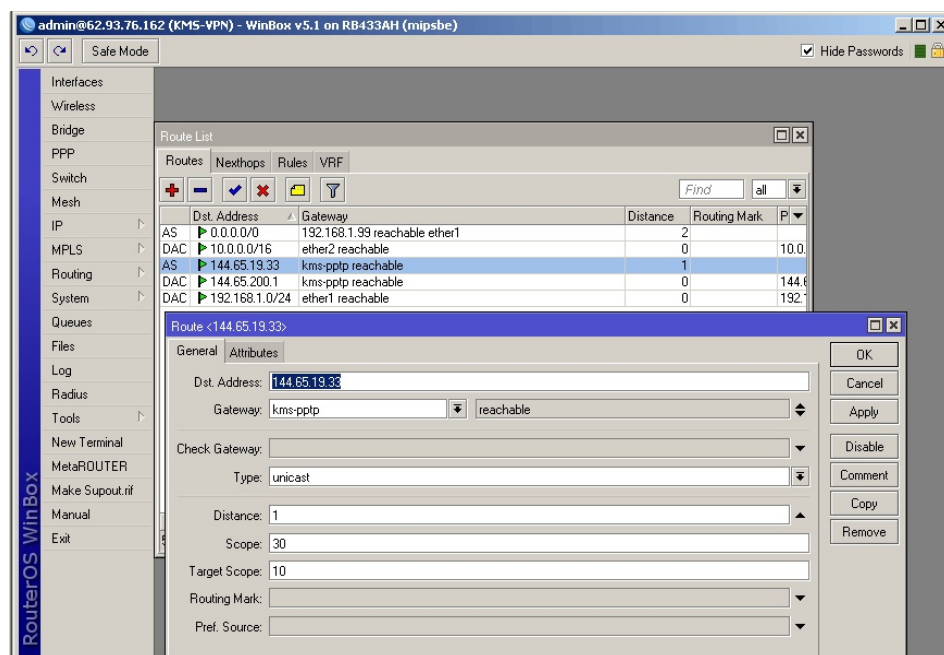 admin@62.93.76.162 (KMS-VPN) - WinBox v5.1 on RB433AH (mipsbe)
Safe Mode
Hide Passwords
Interfaces
Wireless
Bridge
PPP
Switch
Mesh
IP
MPLS
Routing
System
Queues
Files
Log
Radius
Tools
New Terminal
MetaROUTER
Make Supout.rif
Manual
Exit
RouterOS WinBox
Route List
Routes Nexthops Rules VRF
Find all
Dst. Address Gateway Distance Routing Mark P
AS 0.0.0.0/0 192.168.1.99 reachable ether1 2
DAC 10.0.0.0/16 ether2 reachable 0 10.0.
AS 144.65.19.33 kms-pptp reachable 1
DAC 144.65.200.1 kms-pptp reachable 0 144.6
DAC 192.168.1.0/24 ether1 reachable 0 192.1
Route <144.65.19.33>
General Attributes
Dst. Address: 144.65.19.33
Gateway: kms-pptp reachable
Check Gateway:
Type: unicast
Distance: 1
Scope: 30
Target Scope: 10
Routing Mark:
Pref. Source:
OK
Cancel
Apply
Disable
Comment
Copy
Remove